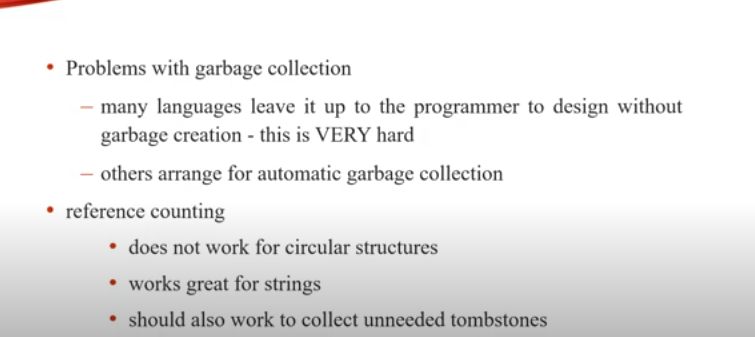 • Problems with garbage collection
– many languages leave it up to the programmer to design without
garbage creation - this is VERY hard
– others arrange for automatic garbage collection
• reference counting
• does not work for circular structures
• works great for strings
• should also work to collect unneeded tombstones